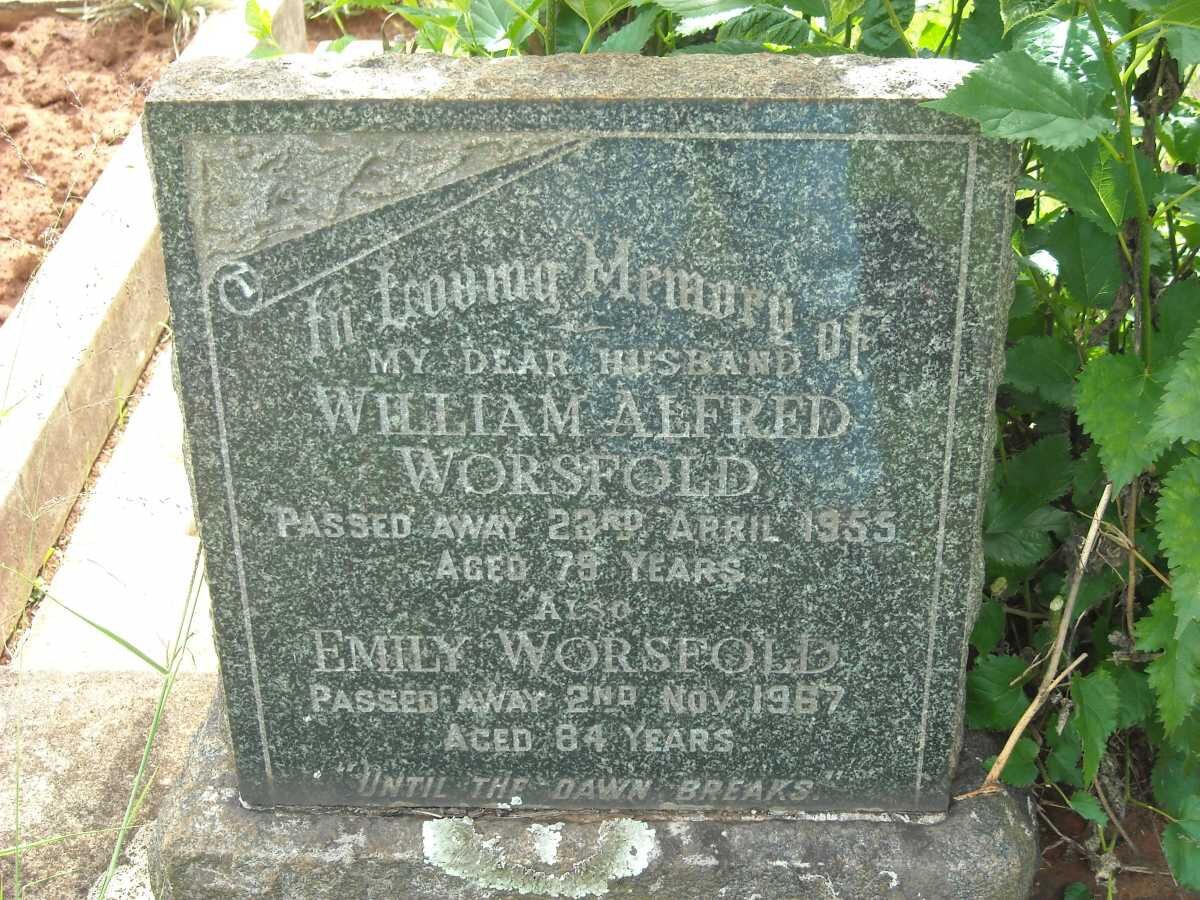 In Loving Memory of
MY DEAR HUSBAND
WILLIAM ALFRED
WORSFOLD
PASSED AWAY 23RD. APRIL 1955
AGED 79 YEARS.
ALSO
EMILY WORSFOLD
PASSED AWAY 2ND NOV. 1967
AGED 84 YEARS.
"UNTIL THE DAWN BREAKS."